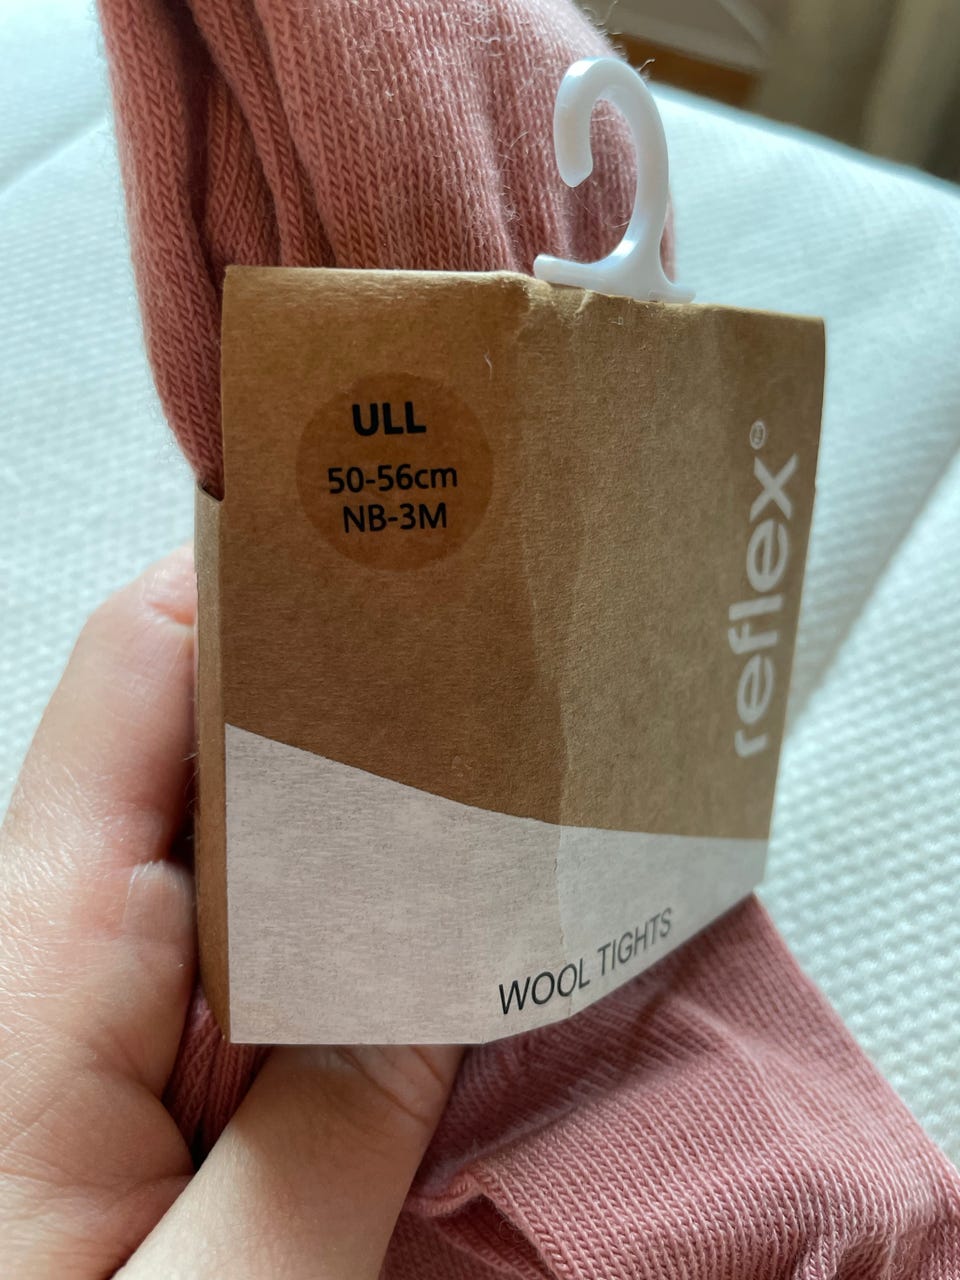 ULL
50-56cm
NB-3M
reflex®
WOOL TIGHTS